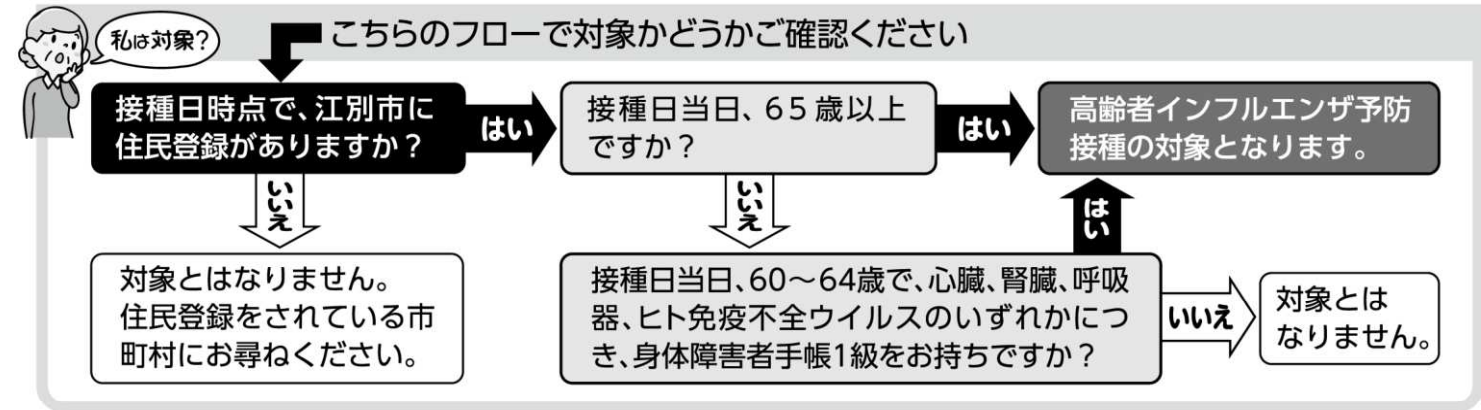 私は対象?
こちらのフローで対象かどうかご確認ください
接種日時点で、江別市に
住民登録がありますか?
はい
接種日当日、65歳以上
ですか?
はい
高齢者インフルエンザ予防
接種の対象となります。
いいえ
いいえ
はい
対象とはなりません。
住民登録をされている市
町村にお尋ねください。
接種日当日、60～64歳で、心臓、腎臓、呼吸
器、ヒト免疫不全ウイルスのいずれかにつ
き、身体障害者手帳1級をお持ちですか?
いいえ
対象とは
なりません。